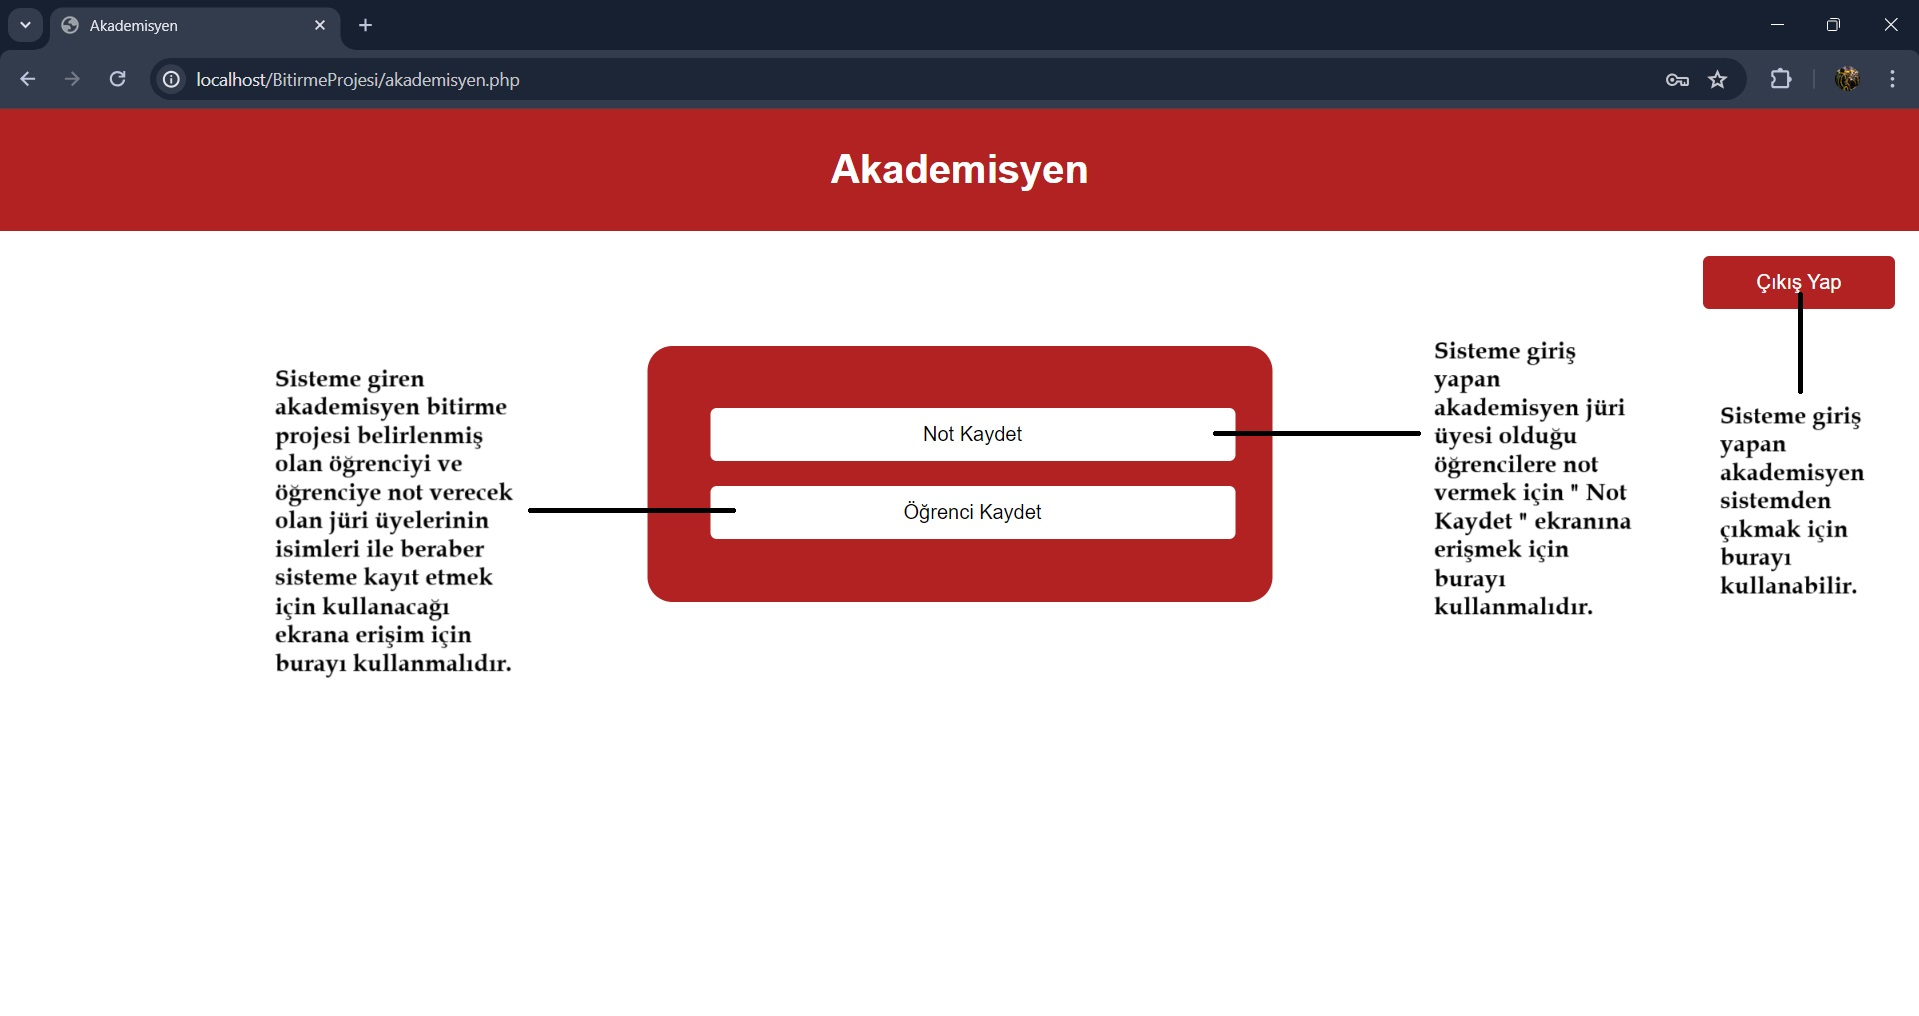 Akademisyen
localhost/BitirmeProjesi/akademisyen.php
Akademisyen
Çıkış Yap
Sisteme giren
akademisyen bitirme
projesi belirlenmiş
olan öğrenciyi ve
öğrenciye not verecek
olan jüri üyelerinin
isimleri ile beraber
sisteme kayıt etmek
için kullanacağı
ekrana erişim için
burayı kullanmalıdır.
Not Kaydet
Öğrenci Kaydet
Sisteme giriş
yapan
akademisyen jüri
üyesi olduğu
öğrencilere not
vermek için " Not
Kaydet " ekranına
erişmek için
burayı
kullanmalıdır.
Sisteme giriş
yapan
akademisyen
sistemden
çıkmak için
burayı
kullanabilir.